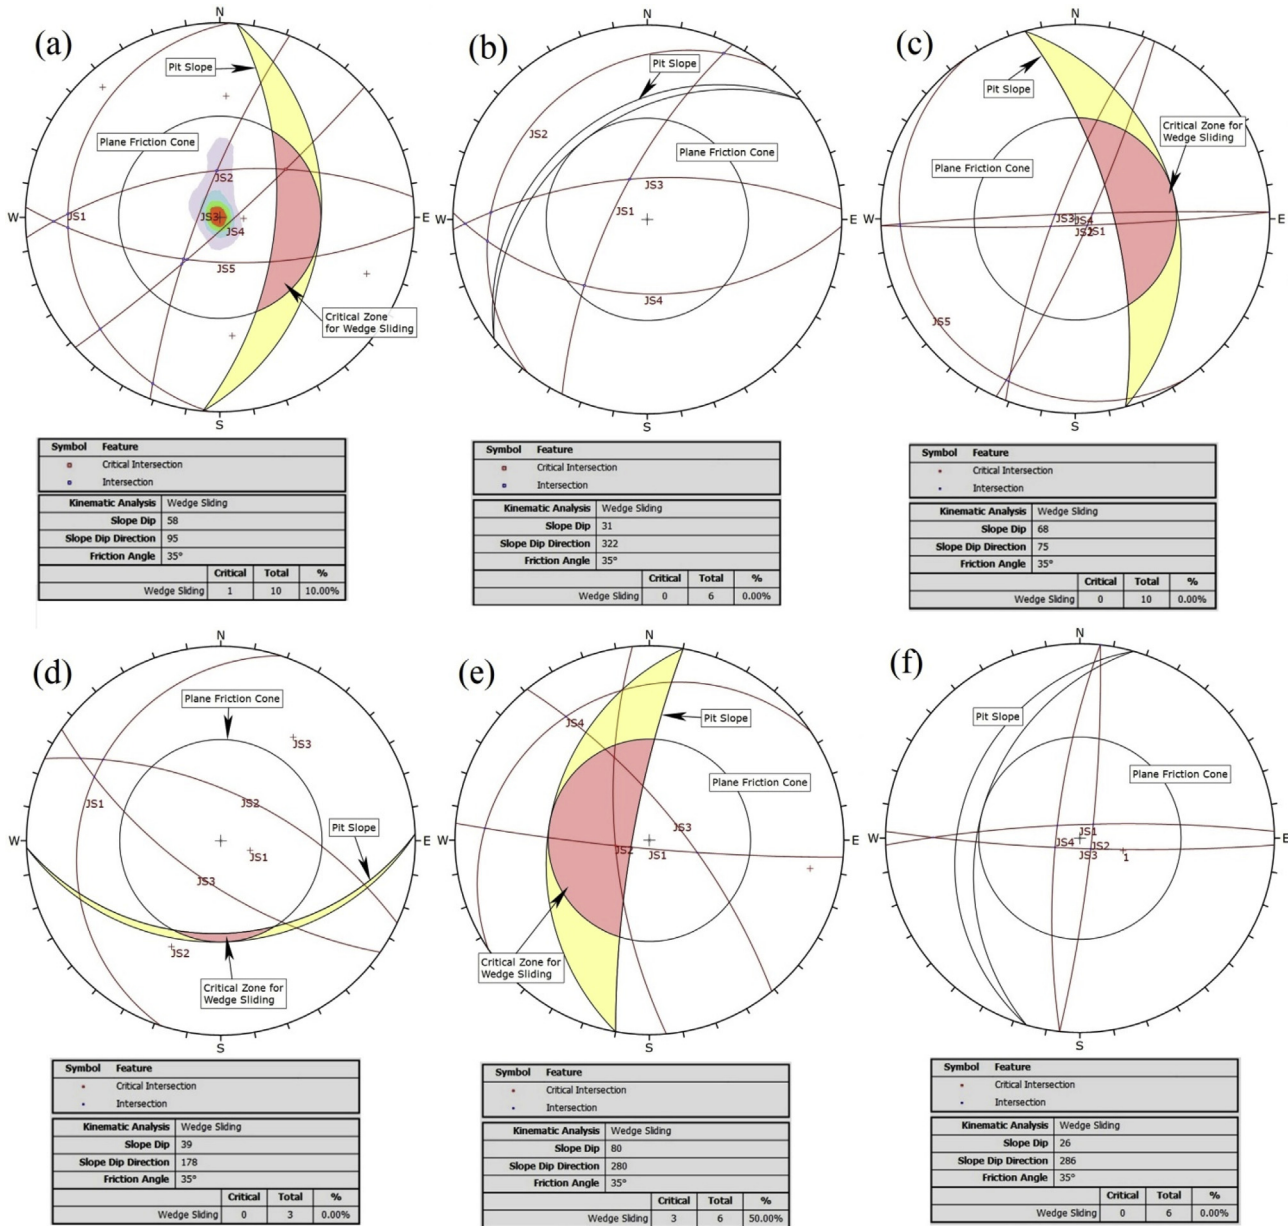 (a)
N
Pit Slope
Plane Friction Cone
JS2
W
JS1
JS3
E
JS4
JS5
Critical Zone
for Wedge Sliding
S
Symbol Feature
Critical Intersection
Intersection
Kinematic Analysis Wedge Sliding
Slope Dip 58
Slope Dip Direction 95
Friction Angle 35°
Critical Total %
Wedge Sliding 1 10 10.00%
(b)
N
Pit Slope
JS2
Plane Friction Cone
JS3
JS1
W
E
JS4
S
Symbol Feature
Critical Intersection
Intersection
Kinematic Analysis Wedge Sliding
Slope Dip 31
Slope Dip Direction 322
Friction Angle 35°
Critical Total %
Wedge Sliding 0 6 0.00%
(c)
N
Pit Slope
Critical Zone for
Wedge Sliding
Plane Friction Cone
W
JS3
JS4
E
JS2
JS1
JS5
S
Symbol Feature
Critical Intersection
Intersection
Kinematic Analysis Wedge Sliding
Slope Dip 68
Slope Dip Direction 75
Friction Angle 35°
Critical Total %
Wedge Sliding 0 10 0.00%
(d)
N
Plane Friction Cone
JS3
JS1
JS2
Pit Slope
W
E
JS1
JS3
JS2
Critical Zone for
Wedge Sliding
S
Symbol Feature
Critical Intersection
Intersection
Kinematic Analysis Wedge Sliding
Slope Dip 39
Slope Dip Direction 178
Friction Angle 35°
Critical Total %
Wedge Sliding 0 3 0.00%
(e)
N
JS4
Pit Slope
Plane Friction Cone
JS3
W
E
JS2
JS1
Critical Zone for
Wedge Sliding
S
Symbol Feature
Critical Intersection
Intersection
Kinematic Analysis Wedge Sliding
Slope Dip 80
Slope Dip Direction 280
Friction Angle 35°
Critical Total %
Wedge Sliding 3 6 50.00%
(f)
N
Pit Slope
Plane Friction Cone
JS1
W
E
JS4
JS2
JS3
1
S
Symbol Feature
Critical Intersection
Intersection
Kinematic Analysis Wedge Sliding
Slope Dip 26
Slope Dip Direction 286
Friction Angle 35°
Critical Total %
Wedge Sliding 0 6 0.00%